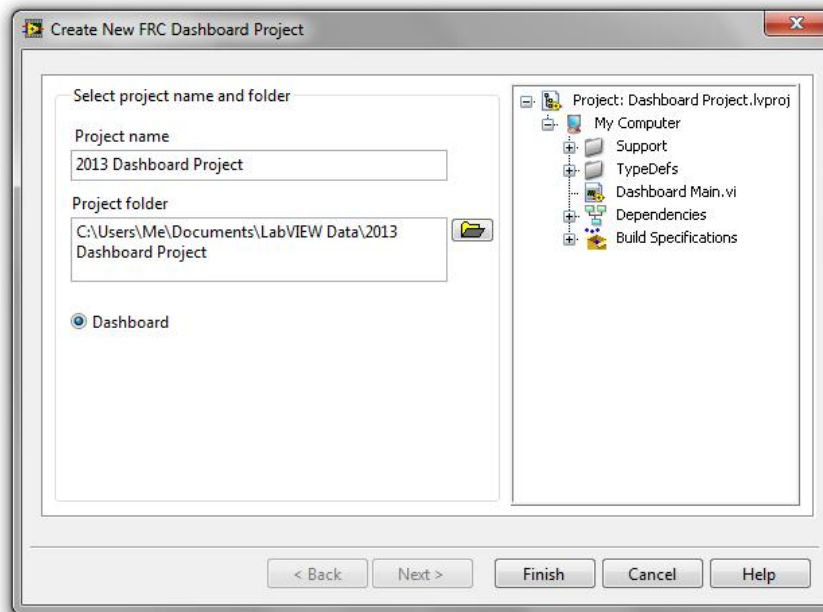 Create New FRC Dashboard Project
Select project name and folder
Project name
2013 Dashboard Project
Project folder
C:\Users\Me\Documents\LabVIEW Data\2013
Dashboard Project
Dashboard
Project: Dashboard Project.lvproj
My Computer
Support
TypeDefs
Dashboard Main.vi
Dependencies
Build Specifications
< Back
Next >
Finish
Cancel
Help